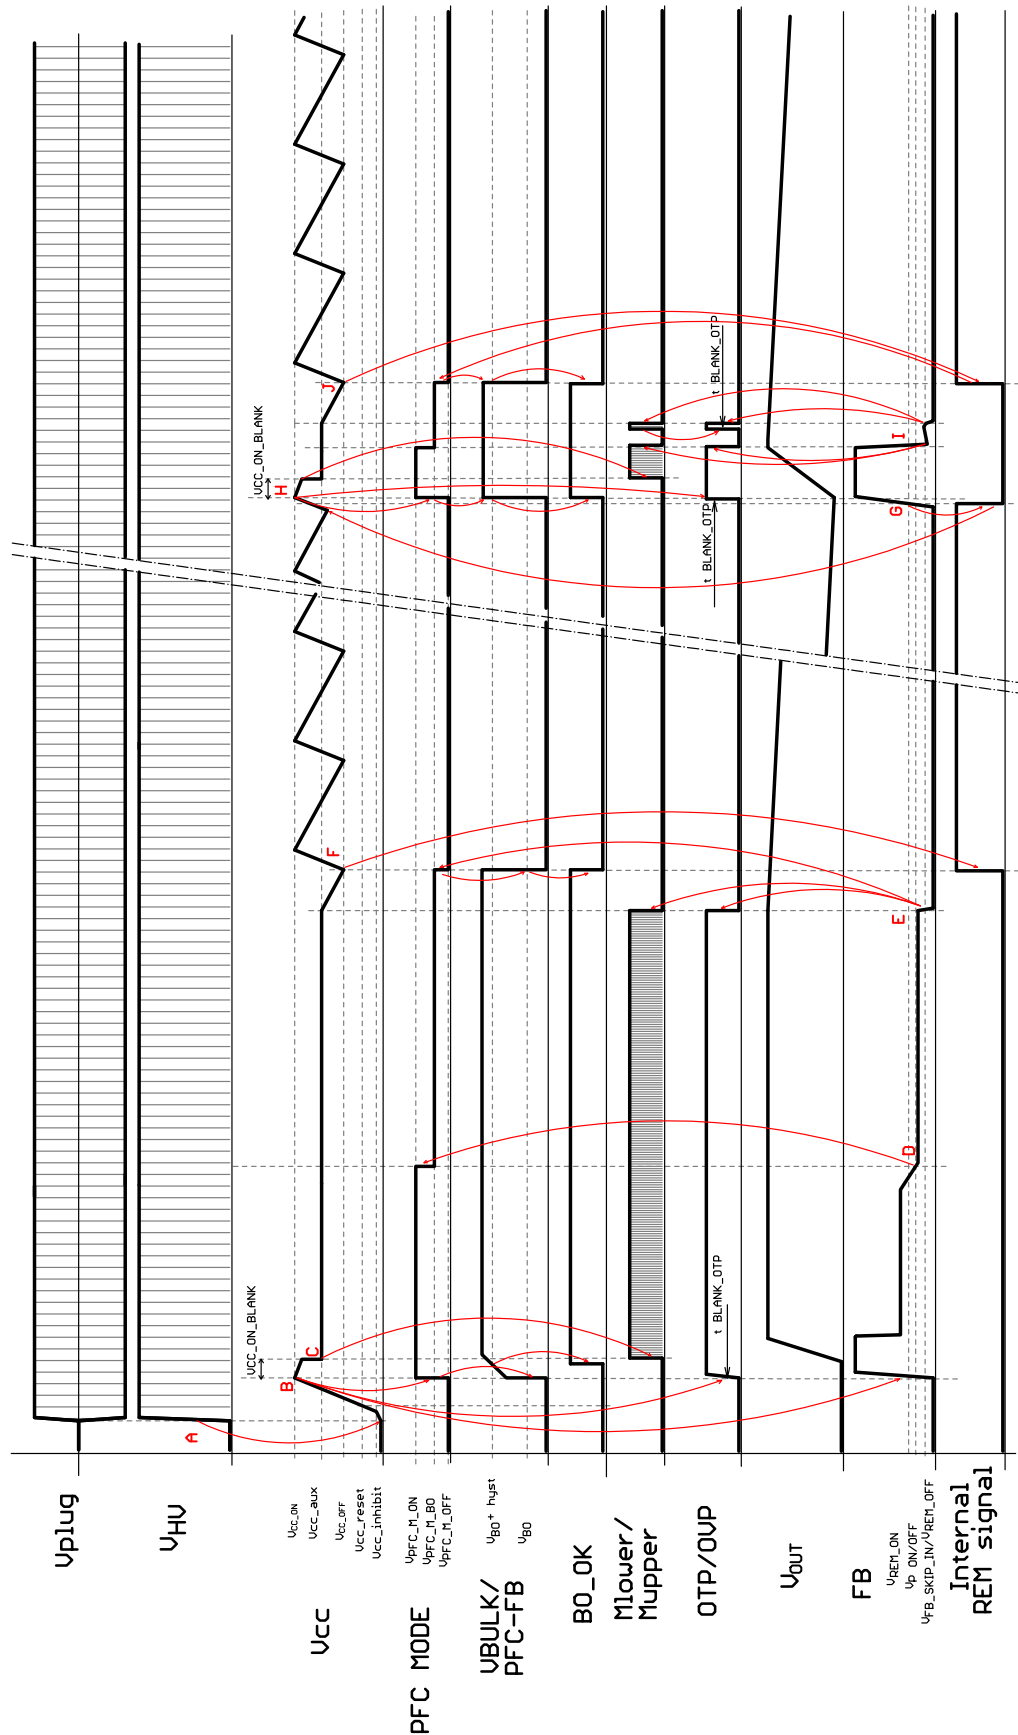 Vplug
VHV
Vcc
VCC_ON
Vcc_aux
VCC_OFF
Vcc_reset
Vcc_inhibit
PFC MODE
VPFC_M_ON
VPFC_M_BO
VPFC_M_OFF
VBULK/
PFC-FB
VBO+ hyst
VBO
BO_OK
Mlower/
Mupper
OTP/OVP
VOUT
FB
VREM_ON
VP ON/OFF
VFB_SKIP_IN/VREM_OFF
Internal
REM signal
A
B
C
D
E
F
G
H
I
J
VCC_ON_BLANK
VCC_ON_BLANK
t BLANK_OTP
t BLANK_OTP
t BLANK_OTP